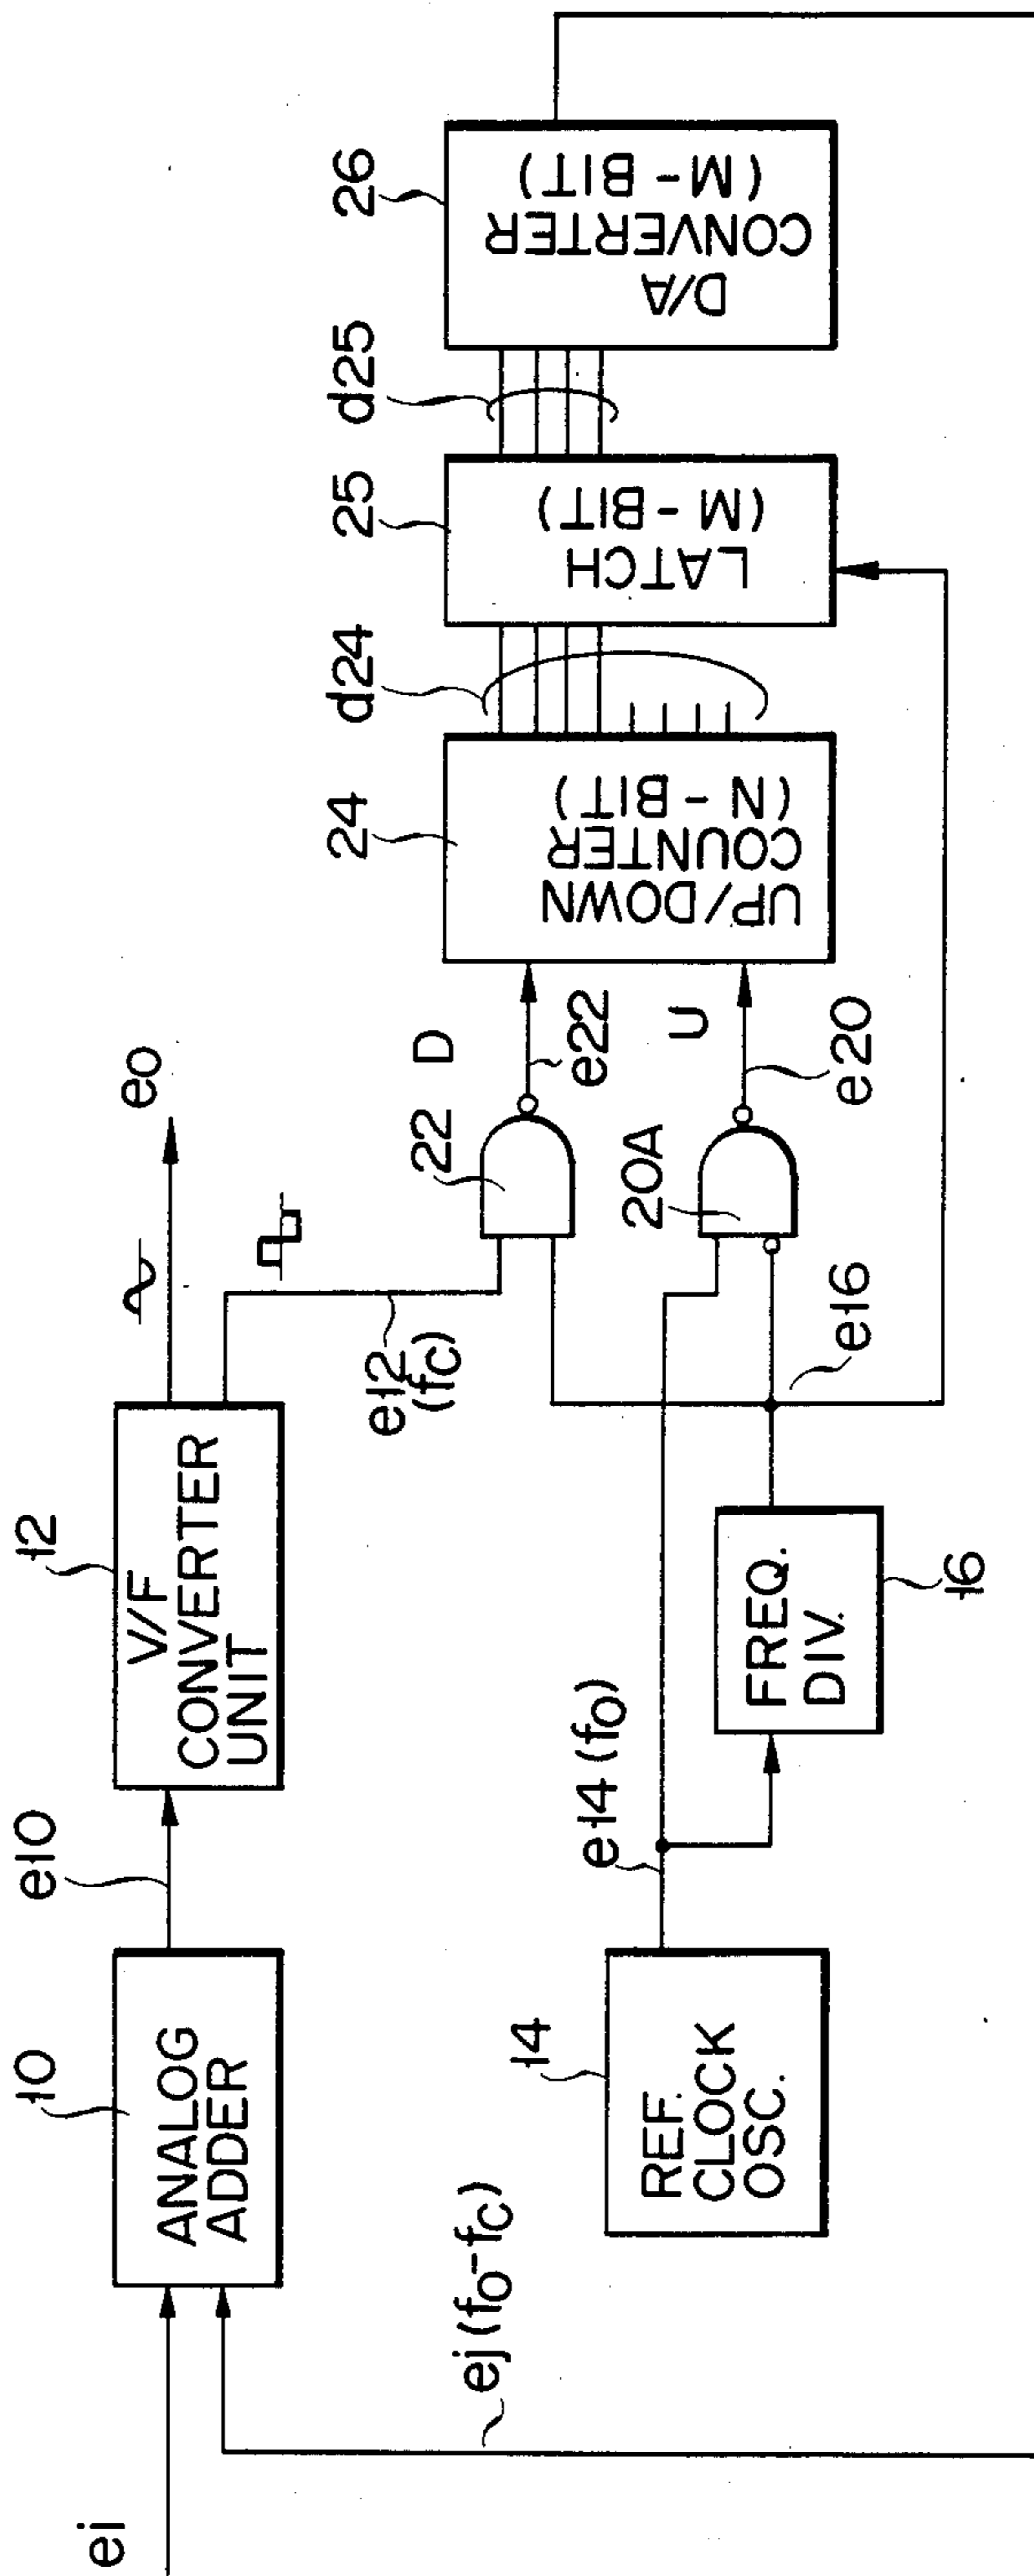 ei
ej (fo-fc)
10
ANALOG
ADDER
e10
12
V/F
CONVERTER
UNIT
eo
e12
(fc)
14
REF.
CLOCK
OSC.
e14 (fo)
16
FREQ.
DIV.
e16
22
D
e22
20A
U
e20
24
UP/DOWN
COUNTER
(N-BIT)
d24
25
LATCH
(M-BIT)
d25
26
D/A
CONVERTER
(M-BIT)